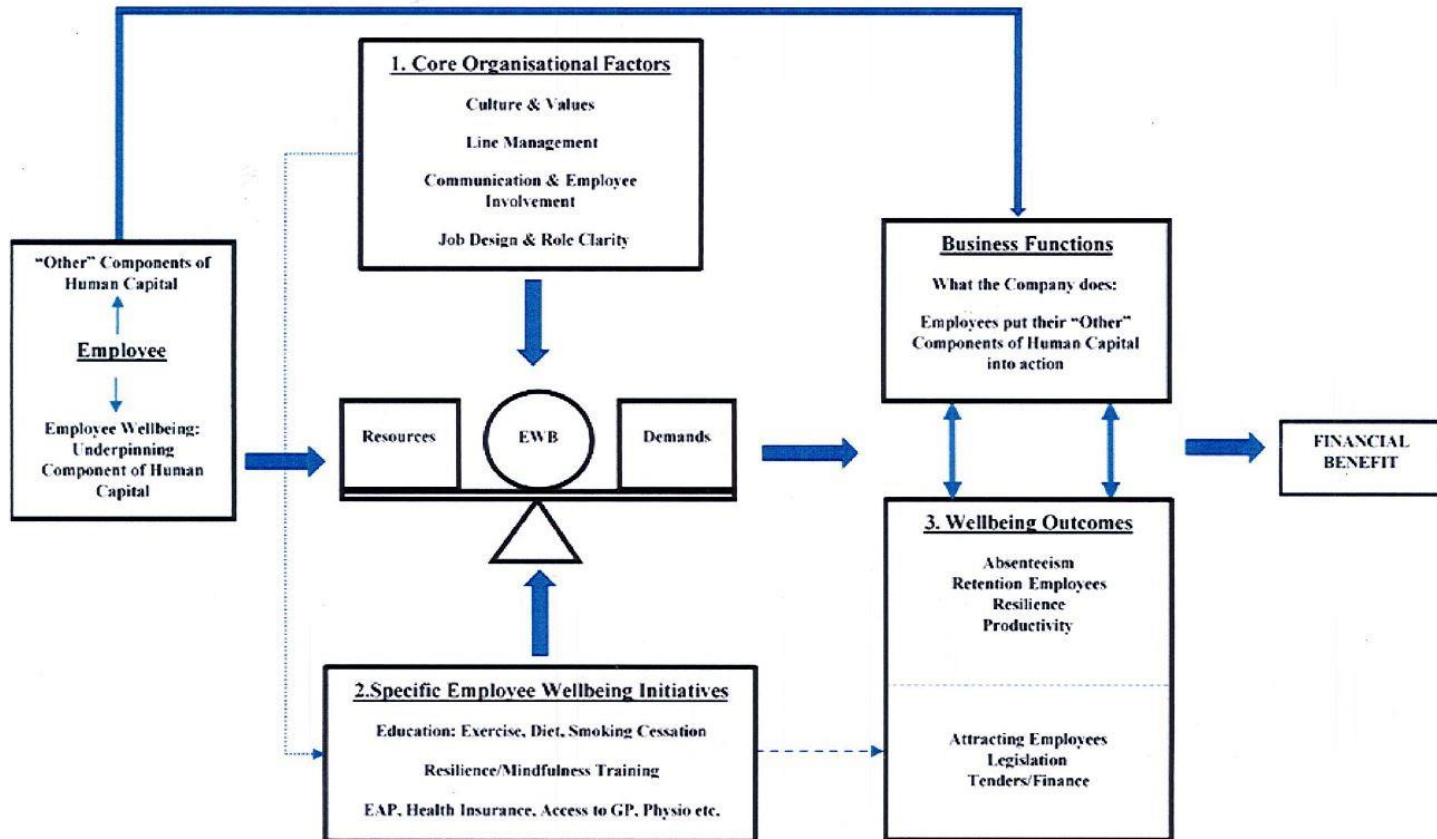 1. Core Organisational Factors
Culture & Values
Line Management
Communication & Employee
Involvement
Job Design & Role Clarity
"Other" Components of
Human Capital
Employee
Employee Wellbeing:
Underpinning
Component of Human
Capital
Resources
EWB
Demands
Business Functions
What the Company does:
Employees put their "Other"
Components of Human Capital
into action
FINANCIAL
BENEFIT
2.Specific Employee Wellbeing Initiatives
Education: Exercise, Diet, Smoking Cessation
Resilience/Mindfulness Training
EAP, Health Insurance, Access to GP, Physio etc.
3. Wellbeing Outcomes
Absenteeism
Retention Employees
Resilience
Productivity
Attracting Employees
Legislation
Tenders/Finance